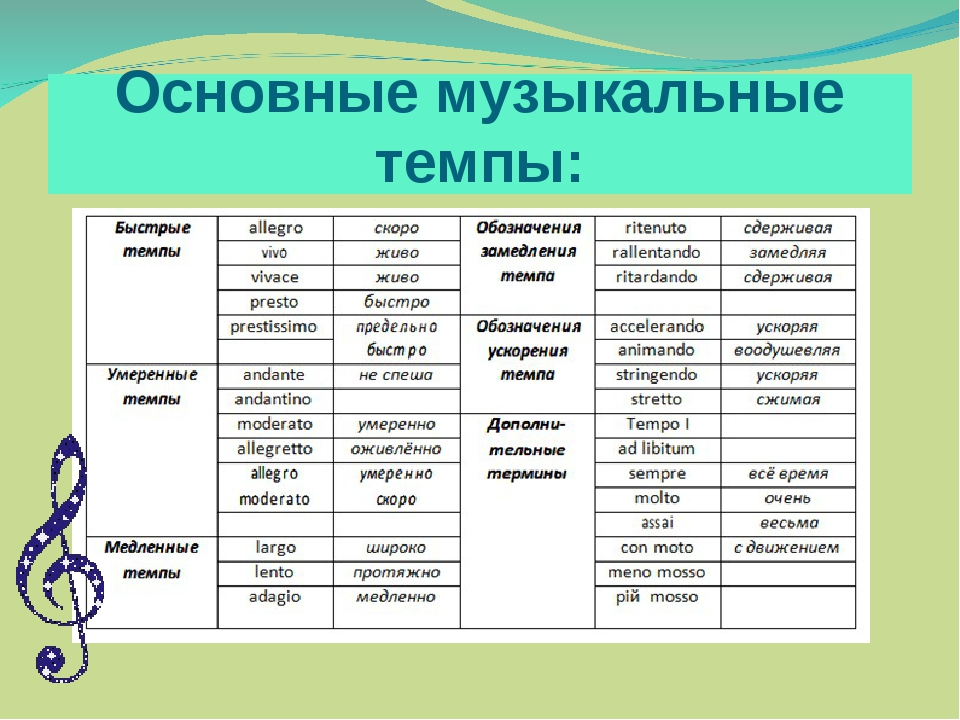 Основные музыкальные
темпы:
Быстрые темпы allegro скоро Обозначения замедления темпа ritenuto сдерживая
vivo живо rallentando замедляя
vivace живо ritardando сдерживая
presto быстро
prestissimo предельно быстро Обозначения ускорения темпа accelerando ускоряя
animando воодушевляя
Умеренные темпы andante не спеша stringendo ускоряя
andantino stretto сжимая
moderato умеренно Дополни- тельные термины Tempo I
allegretto оживлённо ad libitum
allegro moderato умеренно скоро sempre всё время
molto очень
assai весьма
Медленные темпы largo широко con moto с движением
lento протяжно meno mosso
adagio медленно piй mosso